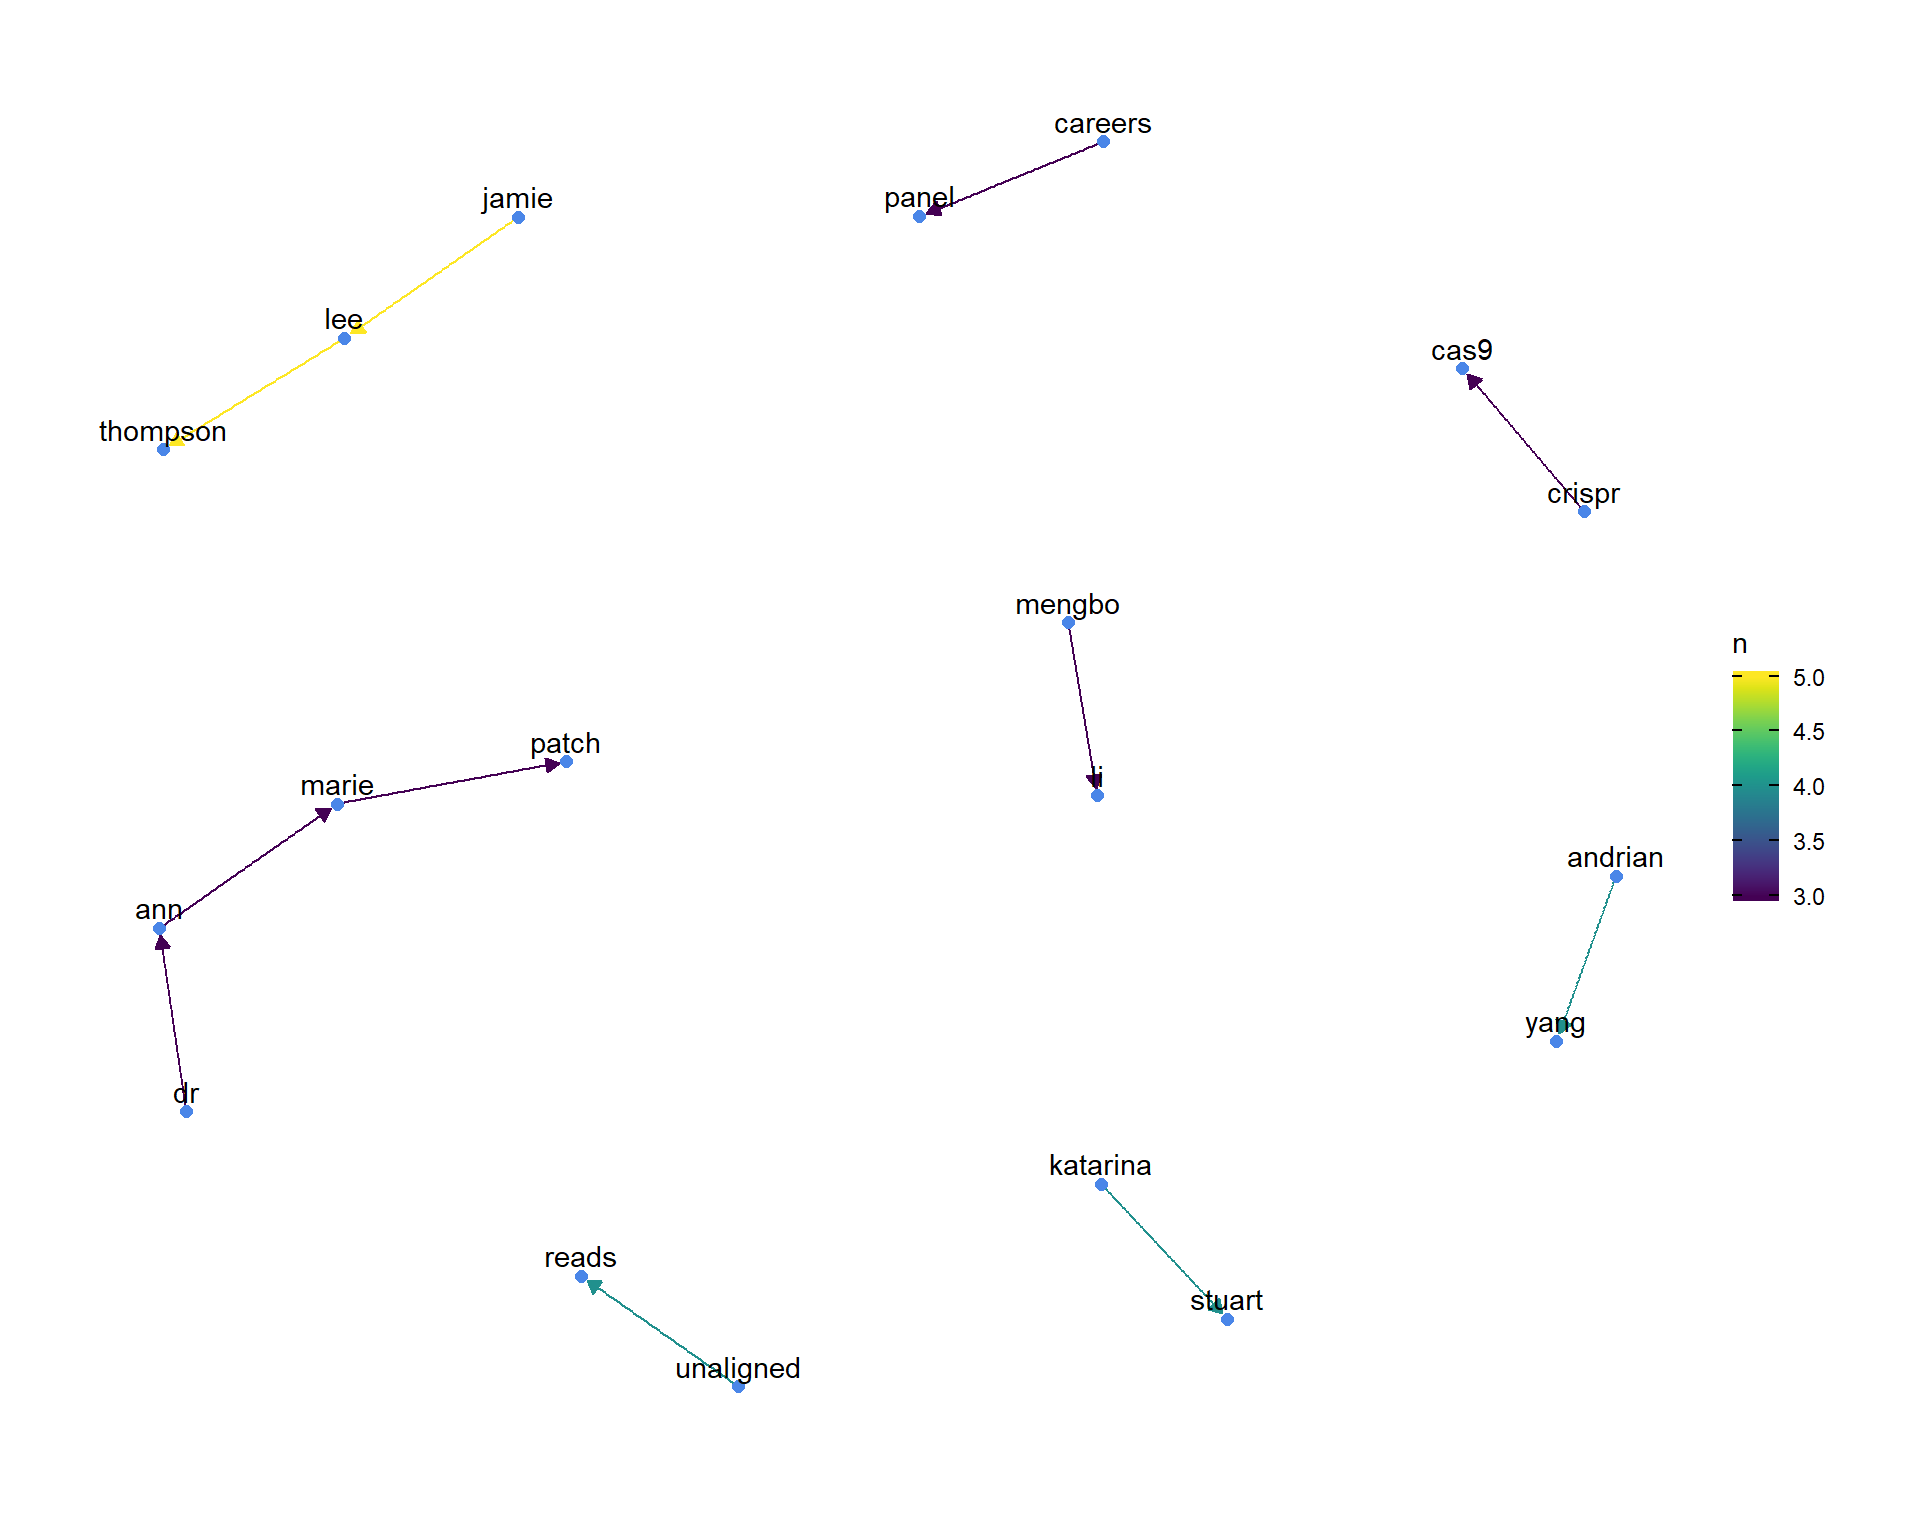 careers
panel
jamie
lee
thompson
cas9
crispr
mengbo
li
n
5.0
4.5
4.0
3.5
3.0
patch
marie
ann
dr
andrian
yang
katarina
stuart
reads
unaligned